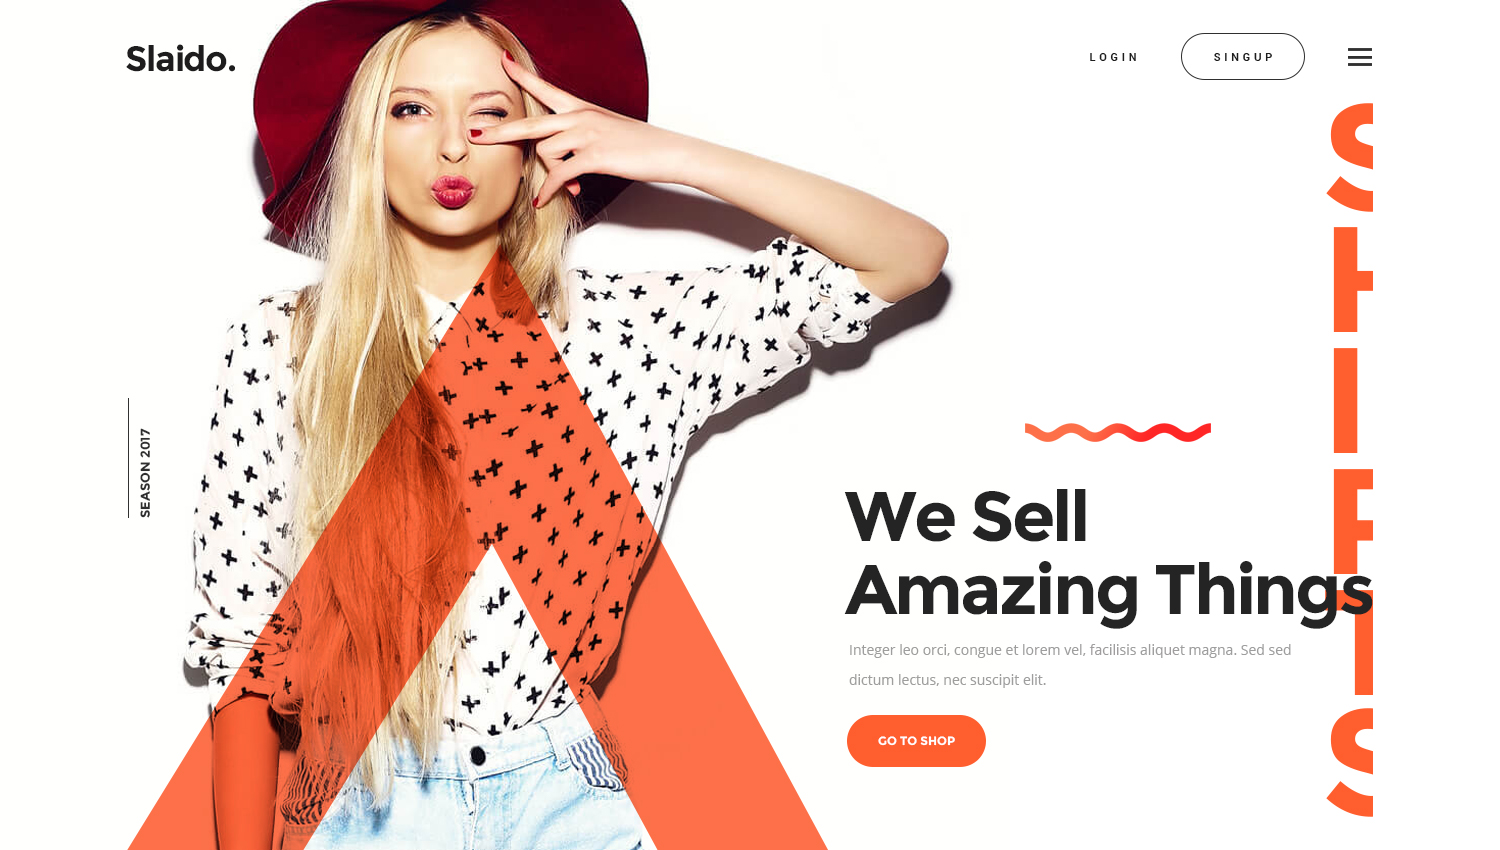 Slaido.
LOGIN
SINGUP
SEASON 2017
We Sell
Amazing Things
Integer leo orci, congue et lorem vel, facilisis aliquet magna. Sed sed
dictum lectus, nec suscipit elit.
GO TO SHOP
SHIRTS